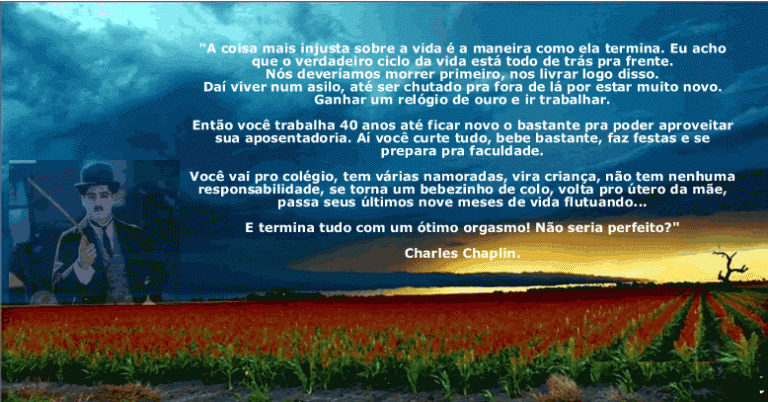 "A coisa mais injusta sobre a vida é a maneira como ela termina. Eu acho
que o verdadeiro ciclo da vida está todo de trás pra frente.
Nós deveríamos morrer primeiro, nos livrar logo disso.
Daí viver num asilo, até ser chutado pra fora de lá por estar muito novo.
Ganhar um relógio de ouro e ir trabalhar.
Então você trabalha 40 anos até ficar novo o bastante pra poder aproveitar
sua aposentadoria. Aí você curte tudo, bebe bastante, faz festas e se
prepara pra faculdade.
Você vai pro colégio, tem várias namoradas, vira criança, não tem nenhuma
responsabilidade, se torna um bebezinho de colo, volta pro útero da mãe,
passa seus últimos nove meses de vida flutuando...
E termina tudo com um ótimo orgasmo! Não seria perfeito?"
Charles Chaplin.